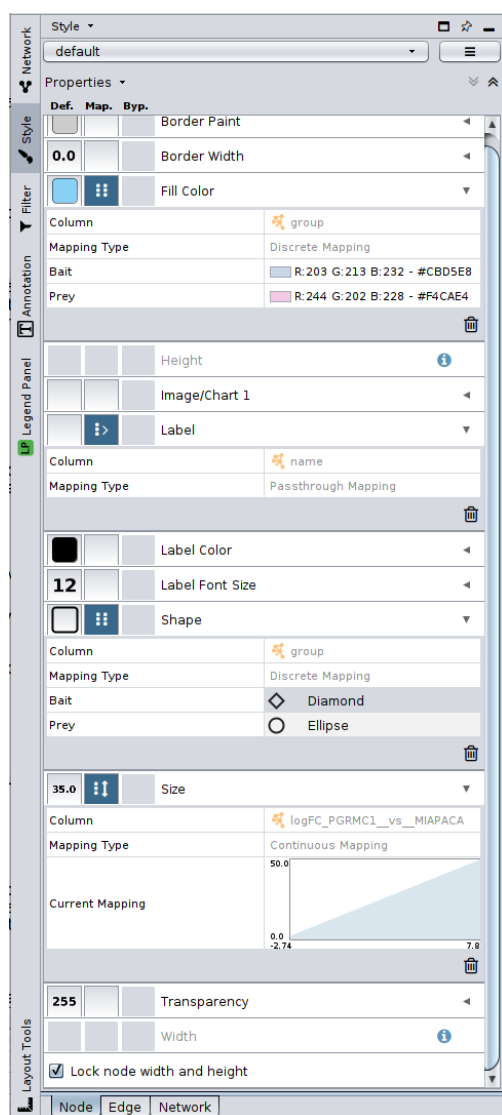 Style
default
Properties
Def. Map. Byp.
Border Paint
0.0 Border Width
Fill Color
Column group
Mapping Type Discrete Mapping
Bait R:203 G:213 B:232 - #CBD5E8
Prey R:244 G:202 B:228 - #F4CAE4
Height
Image/Chart 1
Label
Column name
Mapping Type Passthrough Mapping
Label Color
12 Label Font Size
Shape
Column group
Mapping Type Discrete Mapping
Bait Diamond
Prey Ellipse
35.0 Size
Column logFC_PGRMC1__vs__MIAPACA
Mapping Type Continuous Mapping
50.0
Current Mapping
0.0
-2.74 7.8
255 Transparency
Width
Lock node width and height
Node Edge Network
Network
Style
Filter
Annotation
T
Legend Panel
LP
Layout Tools